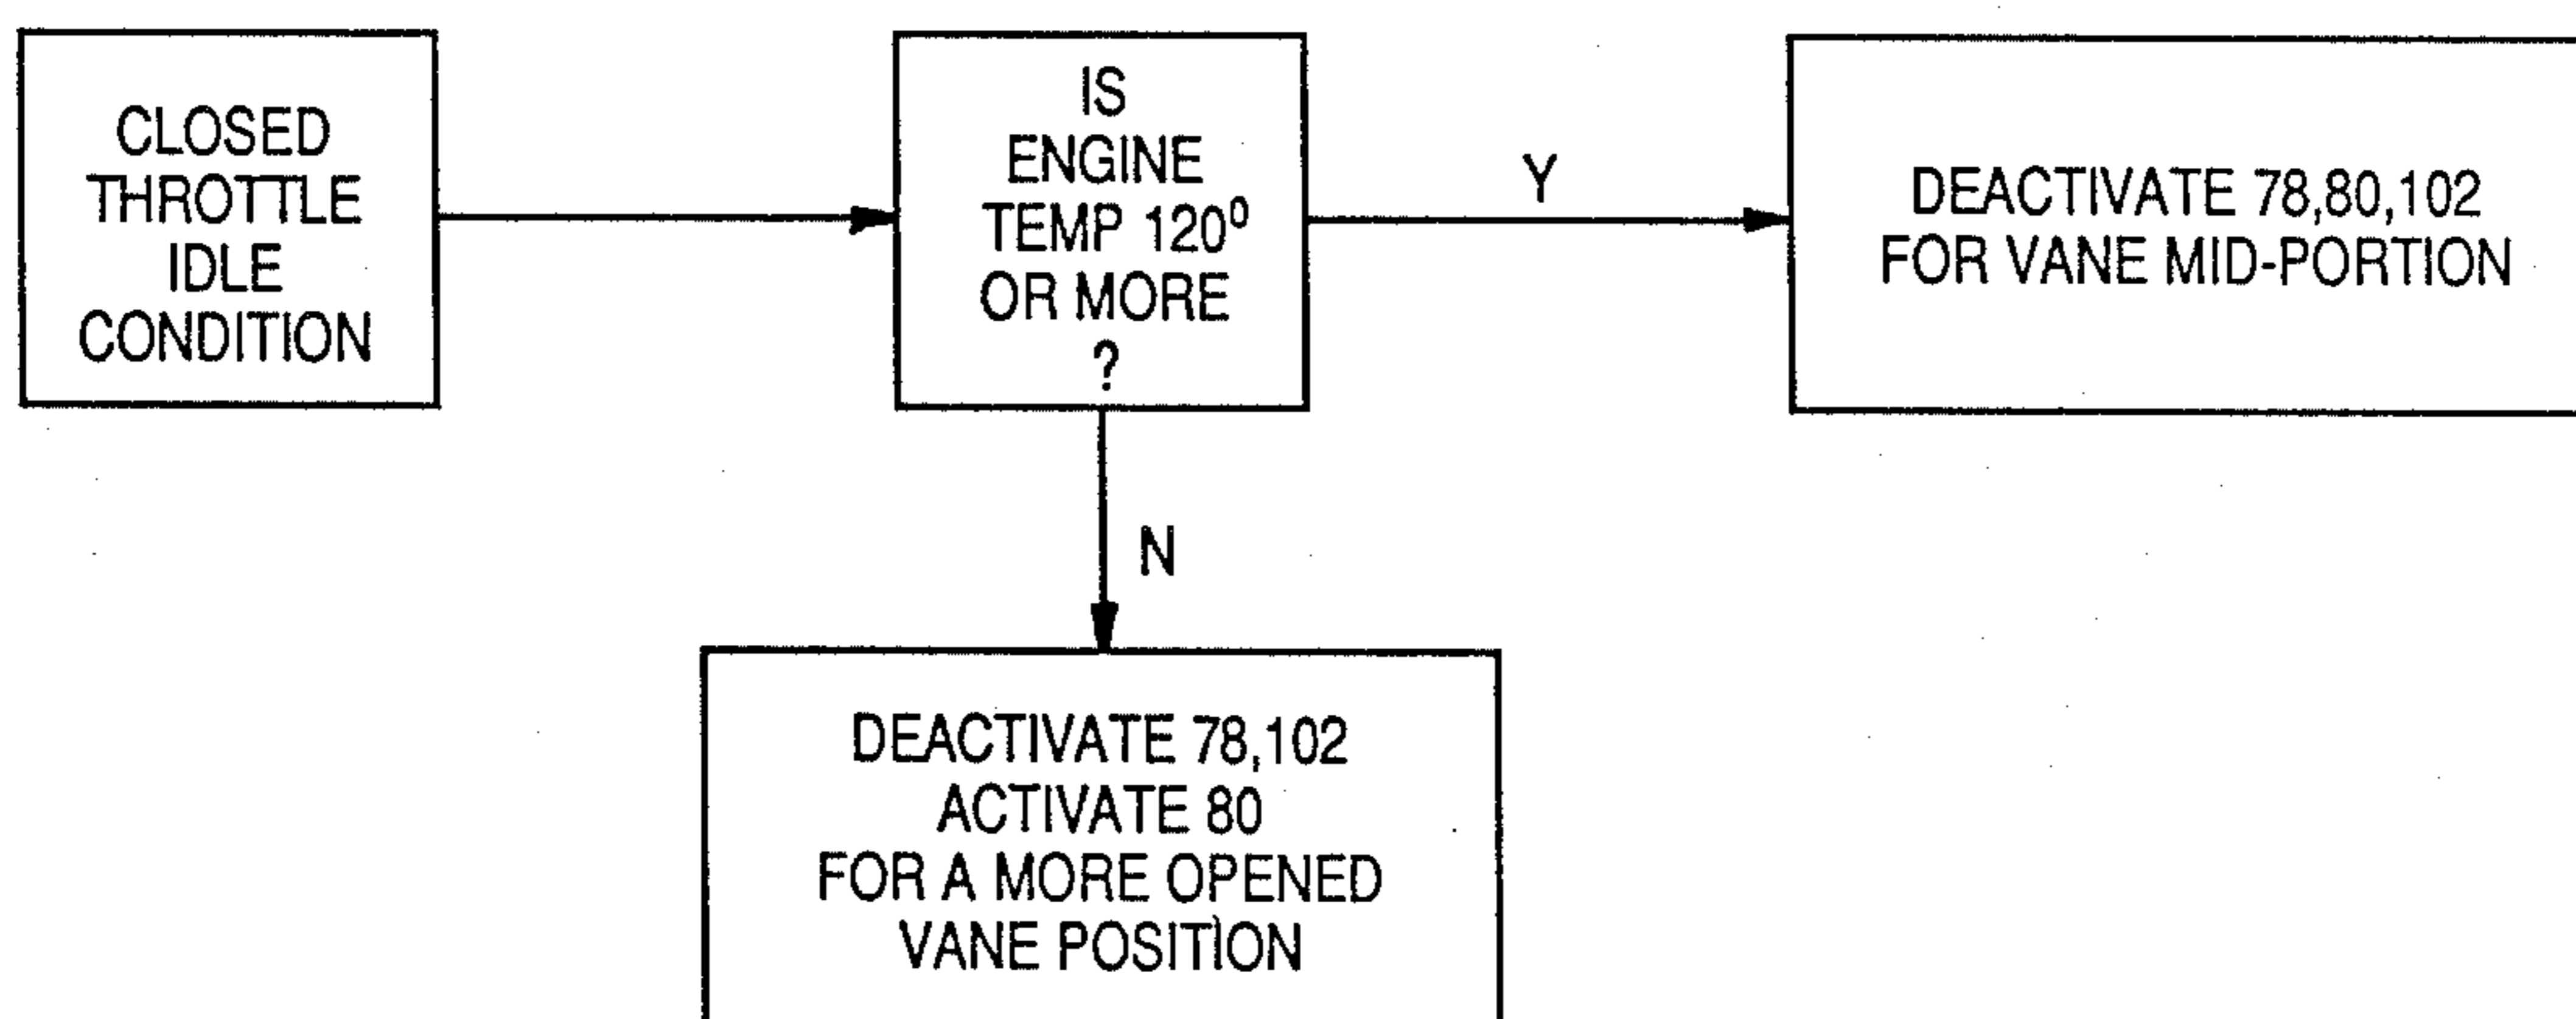 CLOSED
THROTTLE
IDLE
CONDITION
IS
ENGINE
TEMP 120⁰
OR MORE
?
Y
DEACTIVATE 78,80,102
FOR VANE MID-PORTION
N
DEACTIVATE 78,102
ACTIVATE 80
FOR A MORE OPENED
VANE POSITION